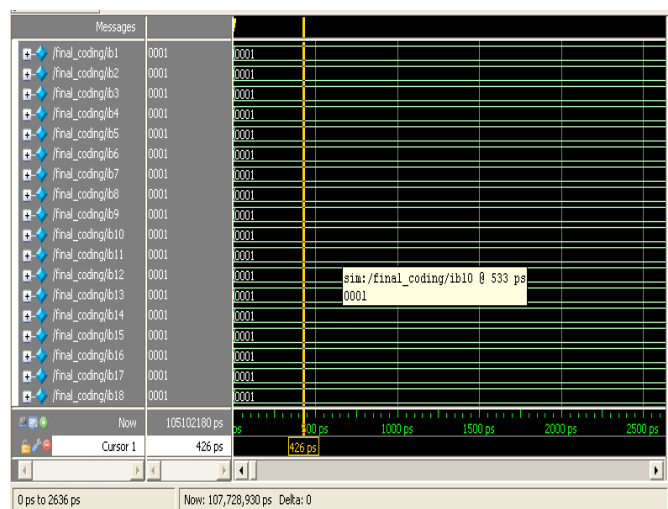 Messages
/final_coding/ib1 0001 0001
/final_coding/ib2 0001 0001
/final_coding/ib3 0001 0001
/final_coding/ib4 0001 0001
/final_coding/ib5 0001 0001
/final_coding/ib6 0001 0001
/final_coding/ib7 0001 0001
/final_coding/ib8 0001 0001
/final_coding/ib9 0001 0001
/final_coding/ib10 0001 0001
/final_coding/ib11 0001 0001
/final_coding/ib12 0001 0001
/final_coding/ib13 0001 0001
/final_coding/ib14 0001 0001
/final_coding/ib15 0001 0001
/final_coding/ib16 0001 0001
/final_coding/ib17 0001 0001
/final_coding/ib18 0001 0001
sim:/final_coding/ib10 @ 533 ps
0001
Now 105102180 ps ps 500 ps 1000 ps 1500 ps 2000 ps 2500 ps
Cursor 1 426 ps 426 ps
0 ps to 2636 ps Now: 107,728,930 ps Delta: 0